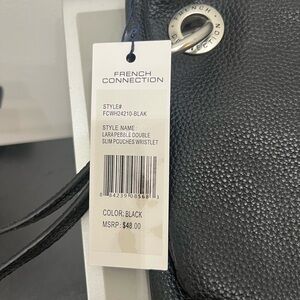 FRENCH
CONNECTION
STYLE#
FCWH24210-BLAK
STYLE NAME:
LARA PEBBLE DOUBLE
SLIM POUCHES WRISTLET
COLOR: BLACK
MSRP: $48.00
FRENCH